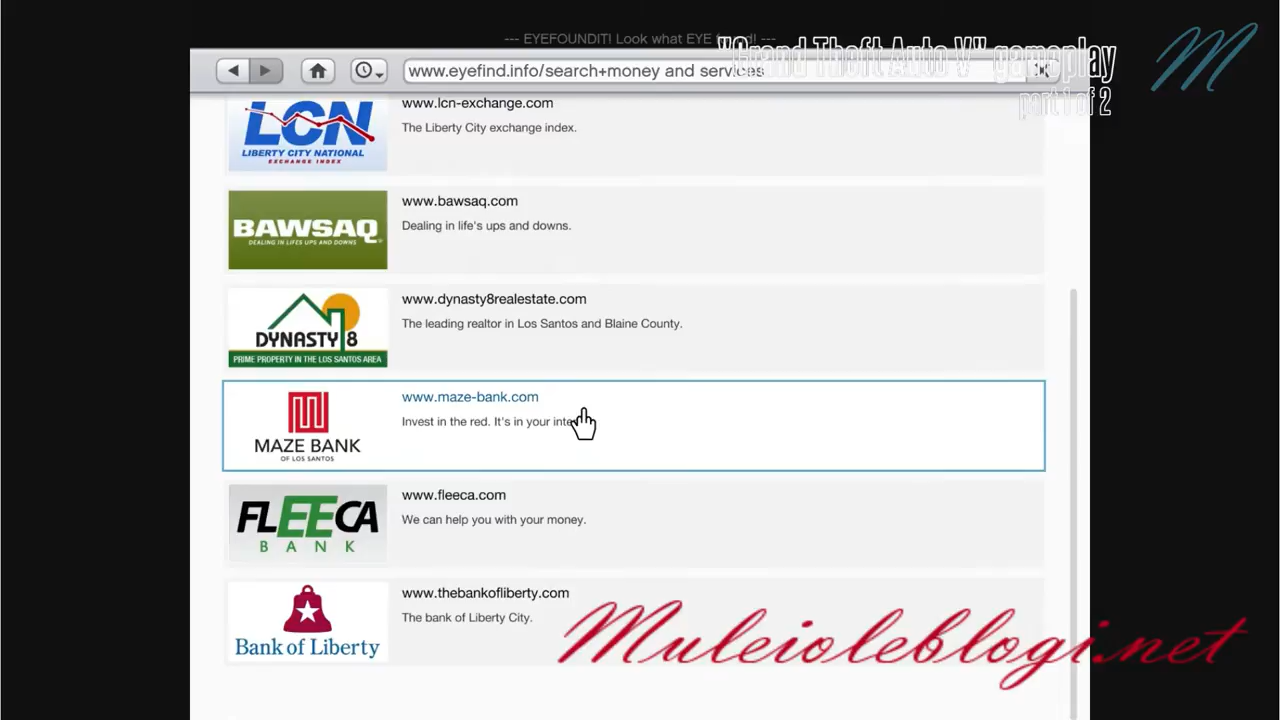 --- EYEFOUNDIT! Look what EYE found! ---
"Grand Theft Auto V" gameplay
part 1 of 2
M
www.eyefind.info/search+money and services
LCN
LIBERTY CITY NATIONAL
EXCHANGE INDEX
www.lcn-exchange.com
The Liberty City exchange index.
BAWSAQ
DEALING IN LIFE'S UPS AND DOWNS
www.bawsaq.com
Dealing in life's ups and downs.
DYNASTY 8
PRIME PROPERTY IN THE LOS SANTOS AREA
www.dynasty8realestate.com
The leading realtor in Los Santos and Blaine County.
MAZE BANK
OF LOS SANTOS
www.maze-bank.com
Invest in the red. It's in your inte
FLEECA
BANK
www.fleeca.com
We can help you with your money.
Bank of Liberty
www.thebankofliberty.com
The bank of Liberty City.
Muleioleblogi.net